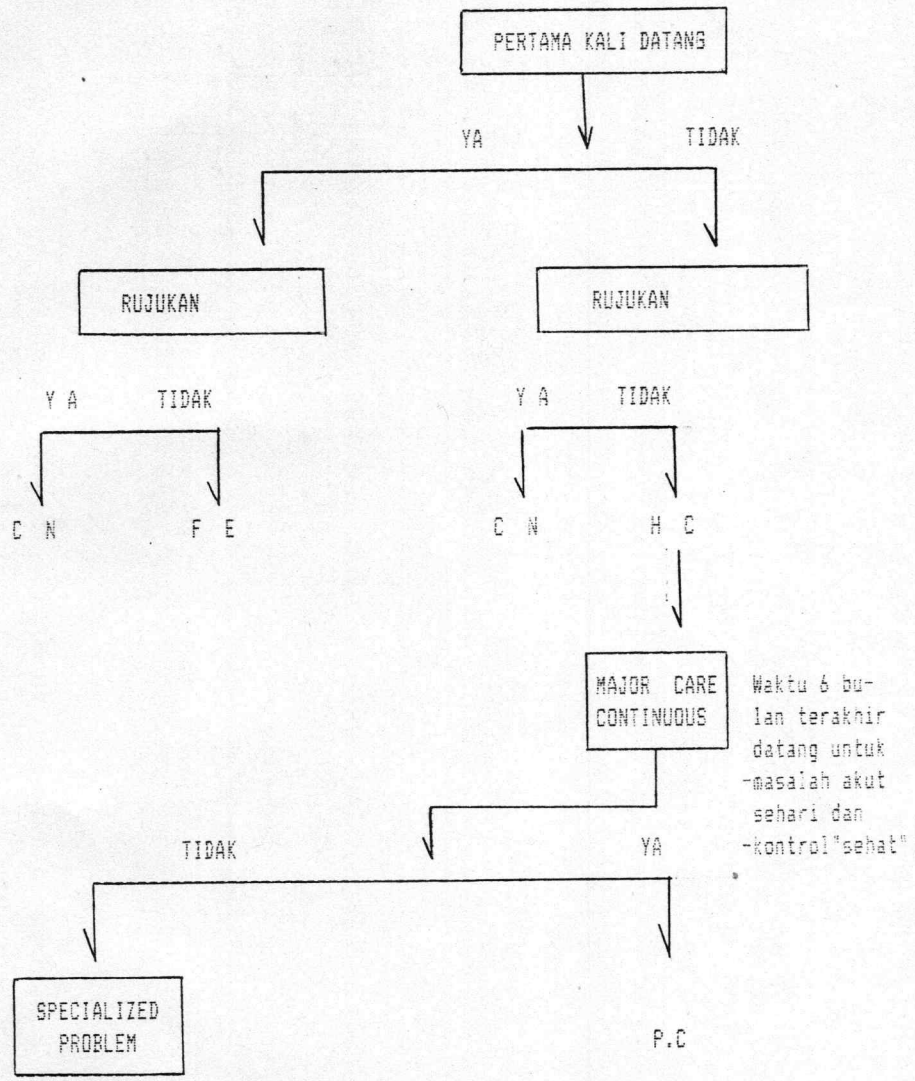 PERTAMA KALI DATANG
YA TIDAK
RUJUKAN RUJUKAN
Y A TIDAK Y A TIDAK
C N F E C N H C
MAJOR CARE
CONTINUOUS
Waktu 6 bu-
lan terakhir
datang untuk
-masalah akut
sehari dan
-kontrol"sehat"
TIDAK YA
SPECIALIZED
PROBLEM
P.C